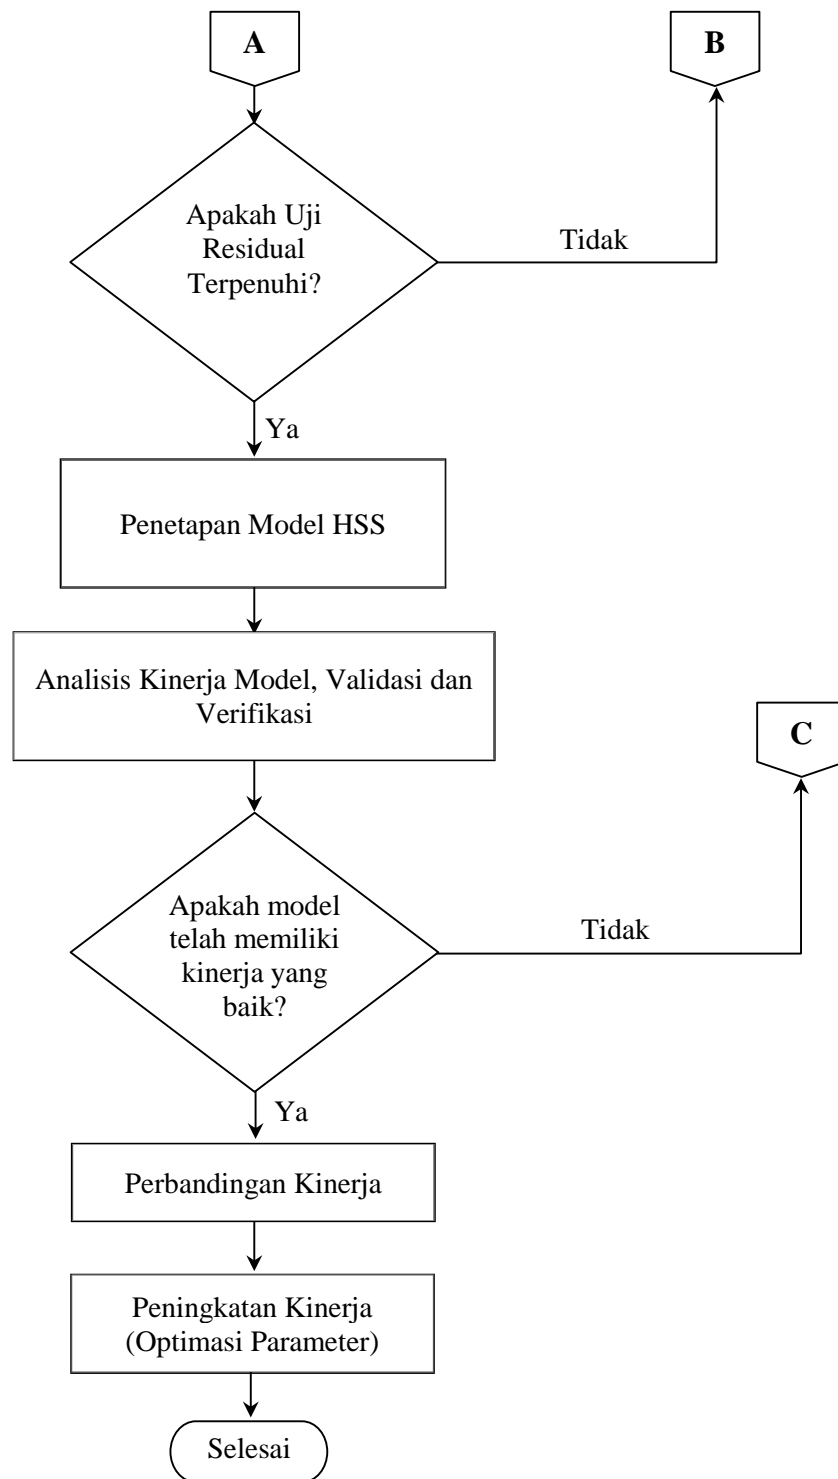 A
B
Apakah Uji
Residual
Terpenuhi?
Tidak
Ya
Penetapan Model HSS
Analisis Kinerja Model, Validasi dan
Verifikasi
C
Apakah model
telah memiliki
kinerja yang
baik?
Tidak
Ya
Perbandingan Kinerja
Peningkatan Kinerja
(Optimasi Parameter)
Selesai